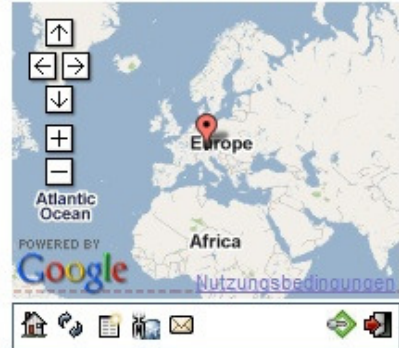 Europe
Atlantic
Ocean
Africa
POWERED BY
Google
Nutzungsbedingungen